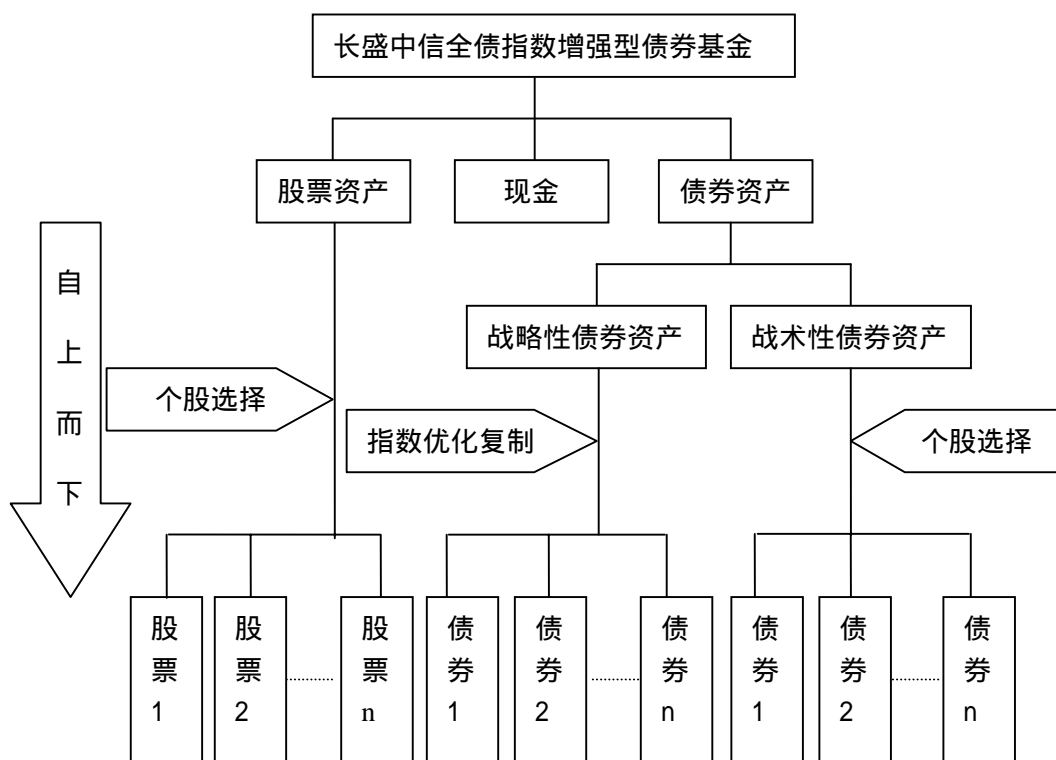 长盛中信全债指数增强型债券基金
股票资产
现金
债券资产
自上而下
战略性债券资产
战术性债券资产
个股选择
指数优化复制
个股选择
股票1
股票2
………
股票n
债券1
债券2
………
债券n
债券1
债券2
………
债券n